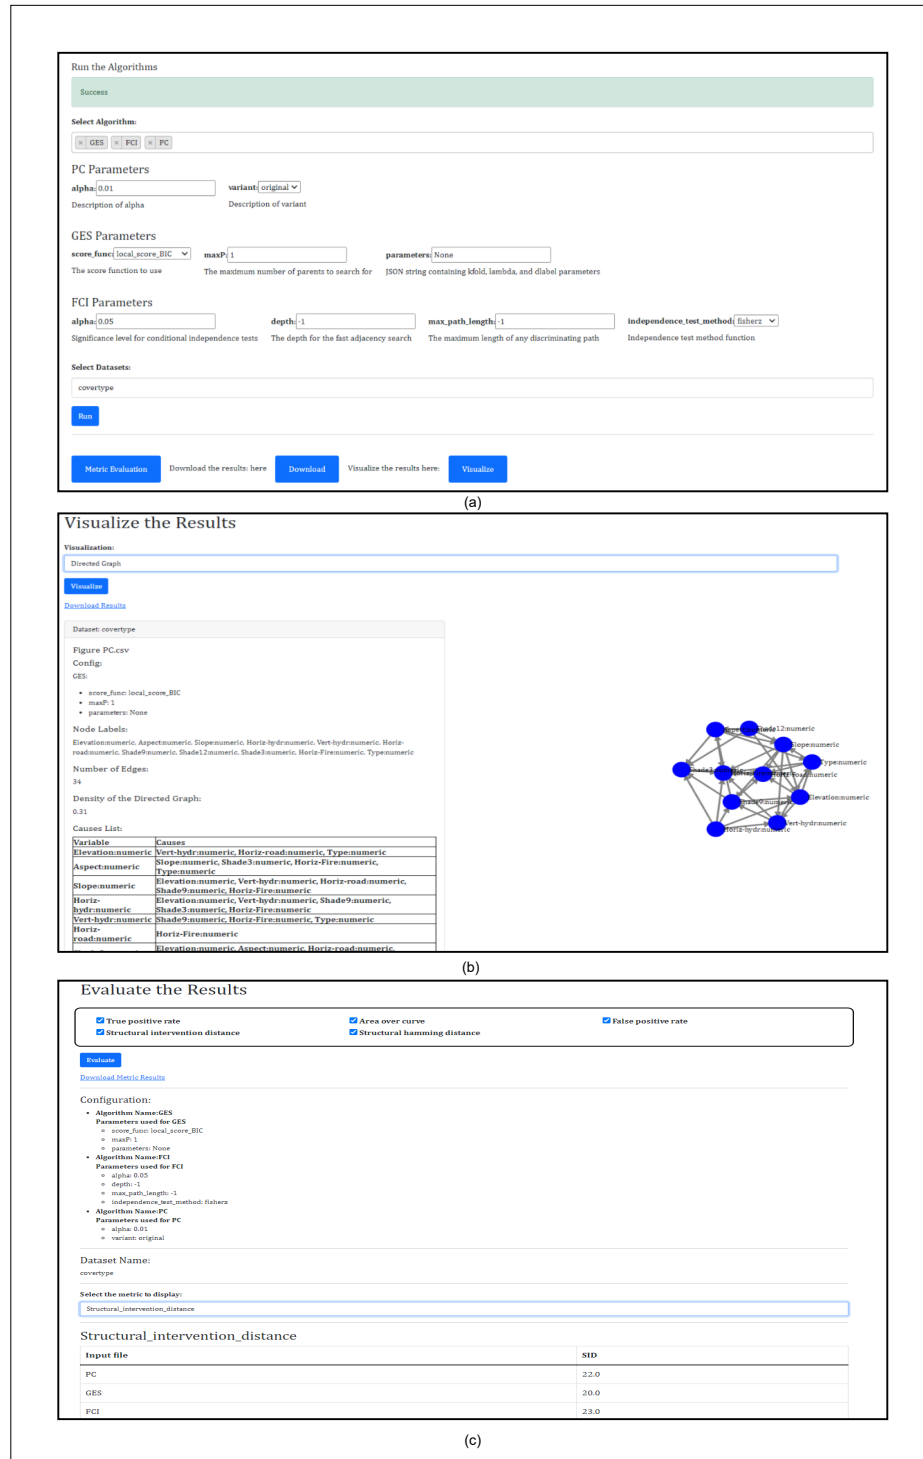 Run the Algorithms
Success
Select Algorithm:
× GES × FCI × PC
PC Parameters
alpha: 0.01 variant: original
Description of alpha Description of variant
GES Parameters
score_func: local_score_BIC maxP: 1 parameters: None
The score function to use The maximum number of parents to search for JSON string containing kfold, lambda, and dlabel parameters
FCI Parameters
alpha: 0.05 depth: -1 max_path_length: -1 independence_test_method: fisherz
Significance level for conditional independence tests The depth for the fast adjacency search The maximum length of any discriminating path Independence test method function
Select Datasets:
covertype
Run
Metric Evaluation Download the results: here Download Visualize the results here: Visualize
(a)
Visualize the Results
Visualization:
Directed Graph
Visualize
Download Results
Dataset: covertype
Figure PC.csv
Config:
GES:
• score_func: local_score_BIC
• maxP: 1
• parameters: None
Node Labels:
Elevation:numeric, Aspect:numeric, Slope:numeric, Horiz-hydr:numeric, Vert-hydr:numeric, Horiz-
road:numeric, Shade9:numeric, Shade12:numeric, Shade3:numeric, Horiz-Fire:numeric, Type:numeric
Number of Edges:
34
Density of the Directed Graph:
0.31
Causes List:
Variable Causes
Elevation:numeric Vert-hydr:numeric, Horiz-road:numeric, Type:numeric
Aspect:numeric Slope:numeric, Shade3:numeric, Horiz-Fire:numeric,
Type:numeric
Slope:numeric Elevation:numeric, Vert-hydr:numeric, Horiz-road:numeric,
Shade9:numeric, Horiz-Fire:numeric
Horiz-
hydr:numeric Elevation:numeric, Vert-hydr:numeric, Shade9:numeric,
Shade3:numeric, Horiz-Fire:numeric
Vert-hydr:numeric Shade9:numeric, Horiz-Fire:numeric, Type:numeric
Horiz-
road:numeric Horiz-Fire:numeric
Elevation:numeric, Aspect:numeric, Horiz-road:numeric,
Shade12:numeric
Slope:numeric
Type:numeric
Elevation:numeric
Vert-hydr:numeric
Horiz-hydr:numeric
(b)
Evaluate the Results
True positive rate Area over curve False positive rate
Structural intervention distance Structural hamming distance
Evaluate
Download Metric Results
Configuration:
• Algorithm Name:GES
Parameters used for GES
○ score_func: local_score_BIC
○ maxP: 1
○ parameters: None
• Algorithm Name:FCI
Parameters used for FCI
○ alpha: 0.05
○ depth: -1
○ max_path_length: -1
○ independence_test_method: fisherz
• Algorithm Name:PC
Parameters used for PC
○ alpha: 0.01
○ variant: original
Dataset Name:
covertype
Select the metric to display:
Structural_intervention_distance
Structural_intervention_distance
Input file SID
PC 22.0
GES 20.0
FCI 23.0
(c)